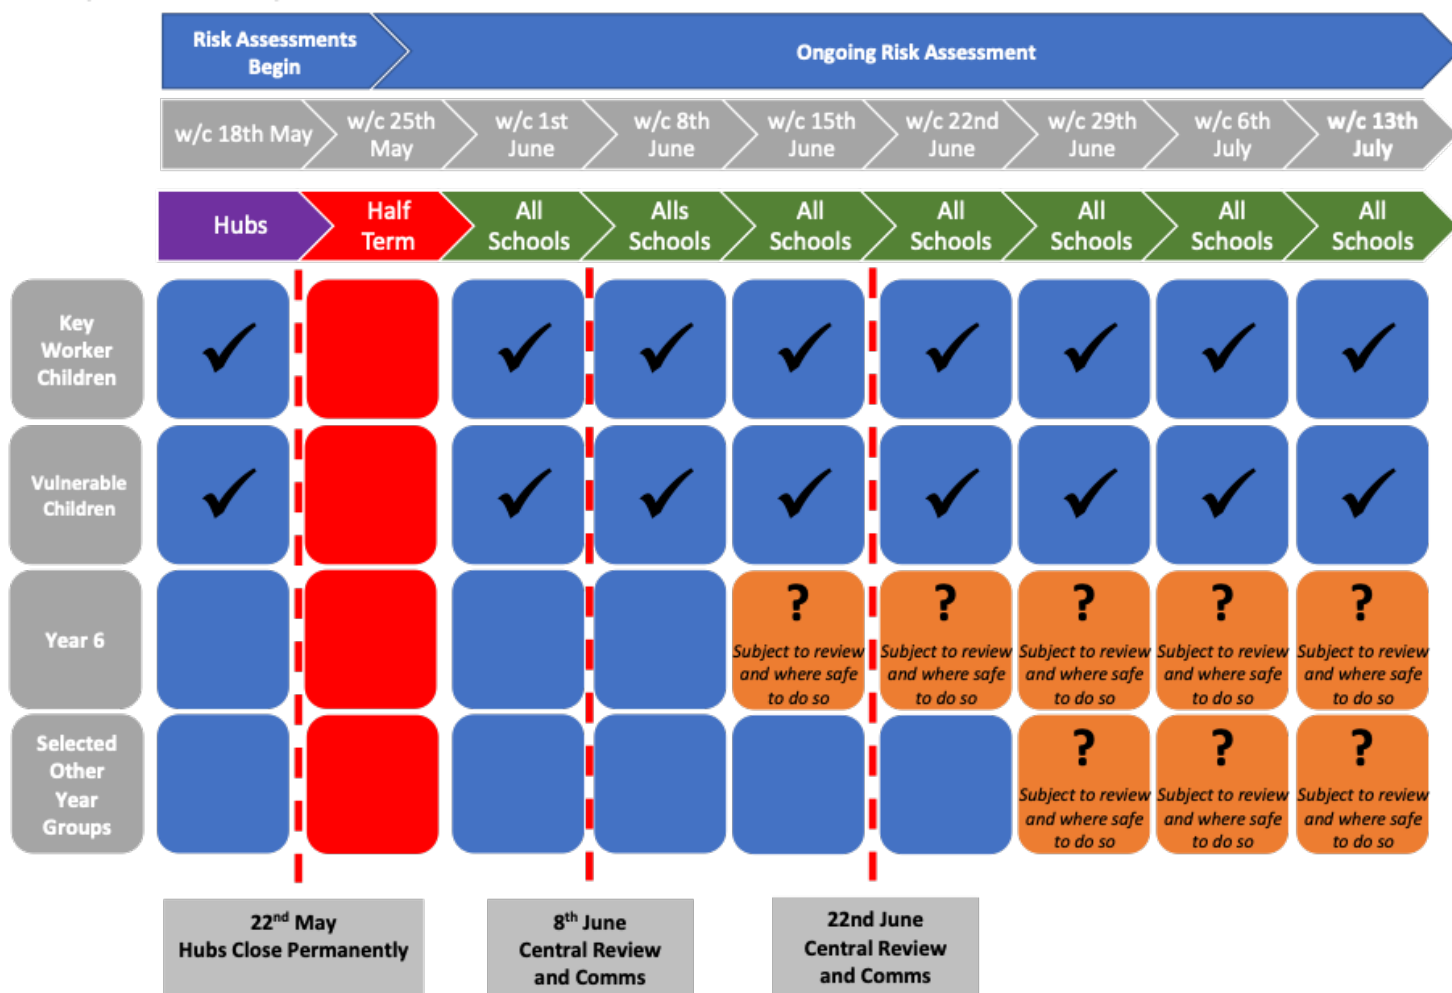 Risk Assessments
Begin
Ongoing Risk Assessment
w/c 18th May
w/c 25th
May
w/c 1st
June
w/c 8th
June
w/c 15th
June
w/c 22nd
June
w/c 29th
June
w/c 6th
July
w/c 13th
July
Hubs
Half
Term
All
Schools
Alls
Schools
All
Schools
All
Schools
All
Schools
All
Schools
All
Schools
Key
Worker
Children
✓
✓
✓
✓
✓
✓
✓
✓
Vulnerable
Children
✓
✓
✓
✓
✓
✓
✓
✓
Year 6
?
Subject to review
and where safe
to do so
?
Subject to review
and where safe
to do so
?
Subject to review
and where safe
to do so
?
Subject to review
and where safe
to do so
?
Subject to review
and where safe
to do so
Selected
Other
Year
Groups
?
Subject to review
and where safe
to do so
?
Subject to review
and where safe
to do so
?
Subject to review
and where safe
to do so
22nd May
Hubs Close Permanently
8th June
Central Review
and Comms
22nd June
Central Review
and Comms